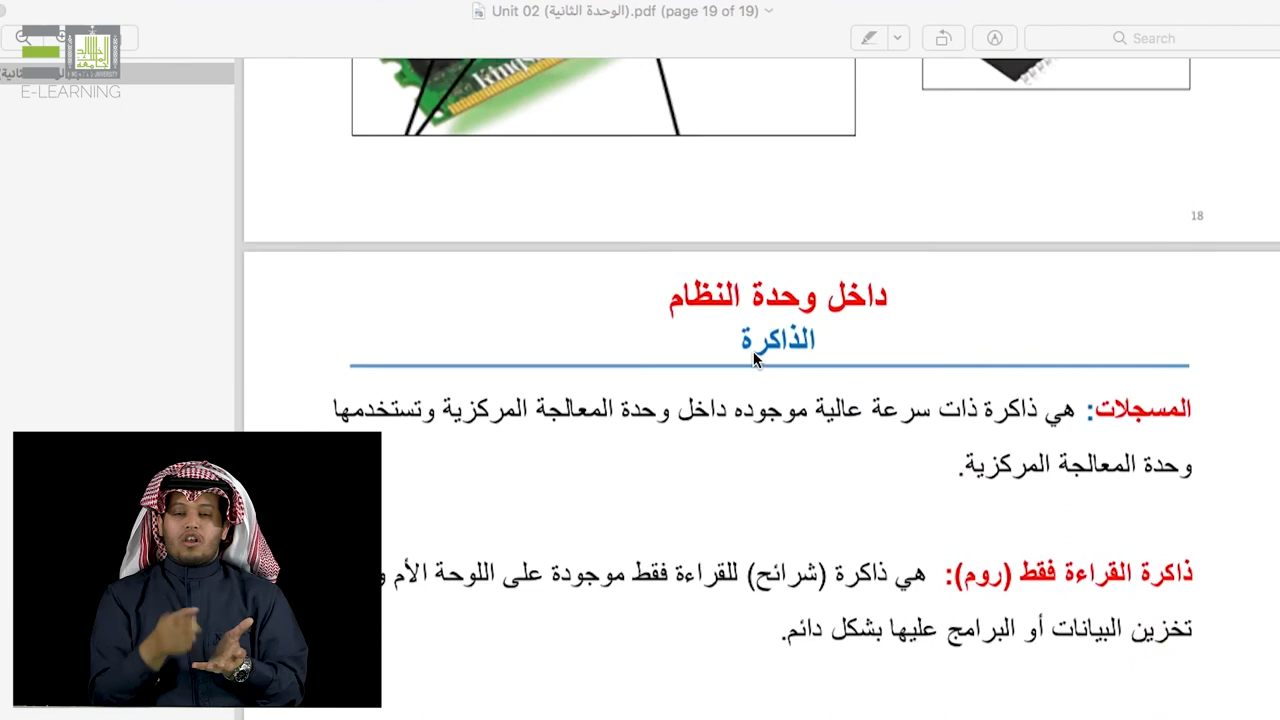 Unit 02 (الوحدة الثانية).pdf (page 19 of 19)
Search
E-LEARNING
18
داخل وحدة النظام
الذاكرة
المسجلات: هي ذاكرة ذات سرعة عالية موجوده داخل وحدة المعالجة المركزية وتستخدمها
وحدة المعالجة المركزية.
ذاكرة القراءة فقط (روم): هي ذاكرة (شرائح) للقراءة فقط موجودة على اللوحة الأم
تخزين البيانات أو البرامج عليها بشكل دائم.